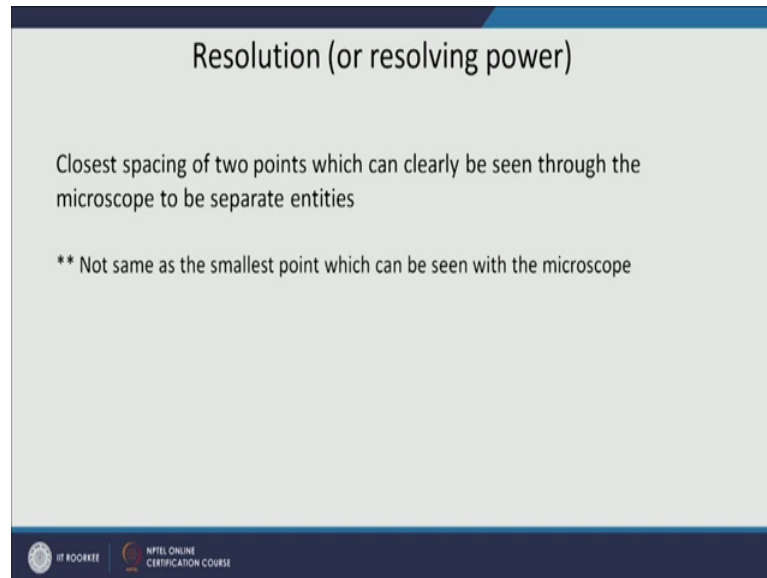 Resolution (or resolving power)
Closest spacing of two points which can clearly be seen through the
microscope to be separate entities
** Not same as the smallest point which can be seen with the microscope
IIT ROORKEE
NPTEL ONLINE
CERTIFICATION COURSE